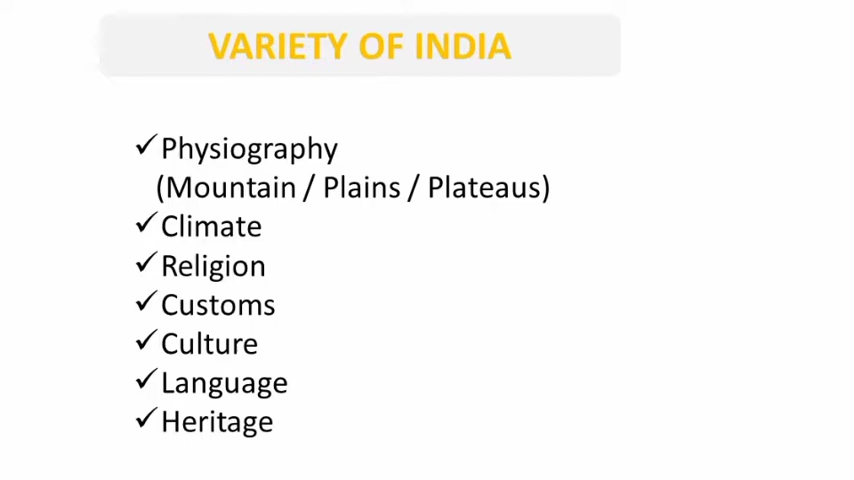 VARIETY OF INDIA
✓Physiography
(Mountain / Plains / Plateaus)
✓Climate
✓Religion
✓Customs
✓Culture
✓Language
✓Heritage